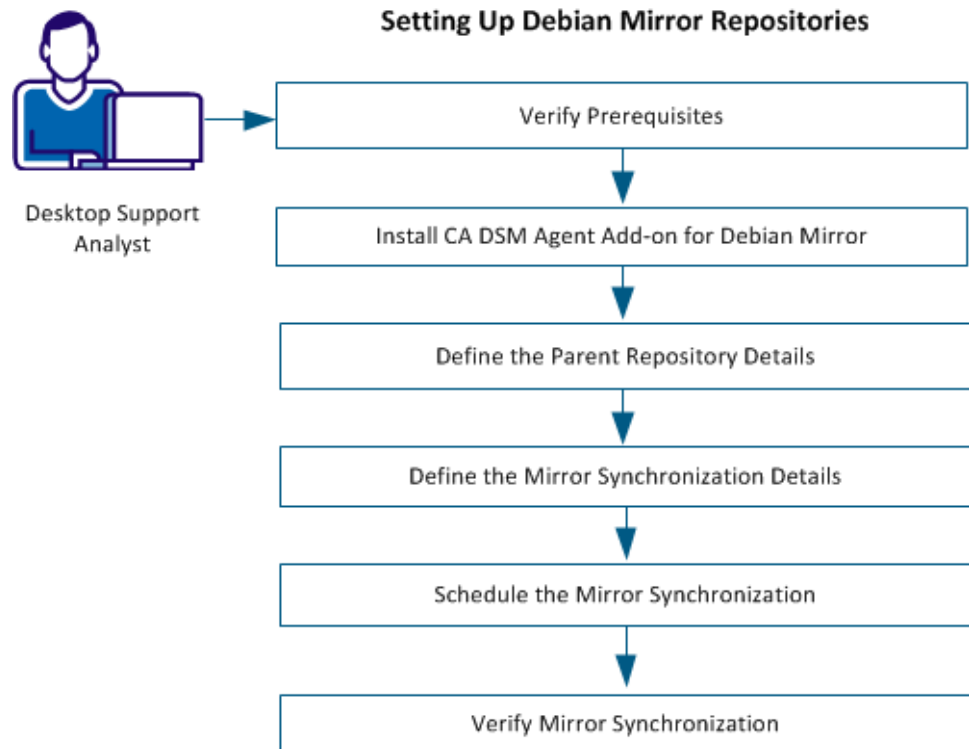 Setting Up Debian Mirror Repositories
Verify Prerequisites
Desktop Support
Analyst
Install CA DSM Agent Add-on for Debian Mirror
Define the Parent Repository Details
Define the Mirror Synchronization Details
Schedule the Mirror Synchronization
Verify Mirror Synchronization